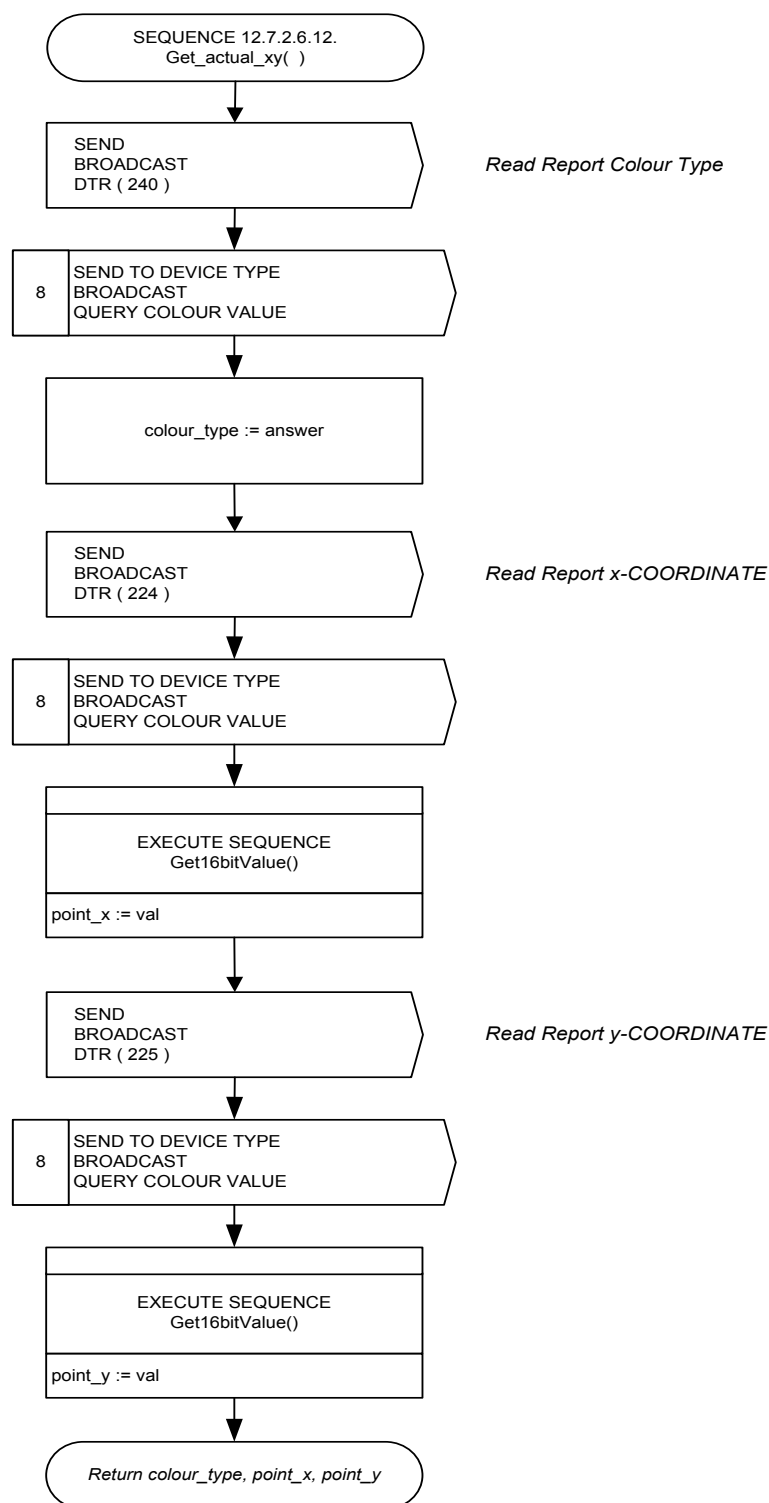 SEQUENCE 12.7.2.6.12.
Get_actual_xy( )
SEND
BROADCAST
DTR ( 240 )
Read Report Colour Type
8
SEND TO DEVICE TYPE
BROADCAST
QUERY COLOUR VALUE
colour_type := answer
SEND
BROADCAST
DTR ( 224 )
Read Report x-COORDINATE
8
SEND TO DEVICE TYPE
BROADCAST
QUERY COLOUR VALUE
EXECUTE SEQUENCE
Get16bitValue()
point_x := val
SEND
BROADCAST
DTR ( 225 )
Read Report y-COORDINATE
8
SEND TO DEVICE TYPE
BROADCAST
QUERY COLOUR VALUE
EXECUTE SEQUENCE
Get16bitValue()
point_y := val
Return colour_type, point_x, point_y